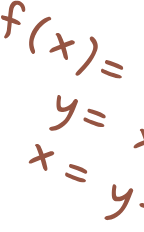 f(x)=
y=
x=
y